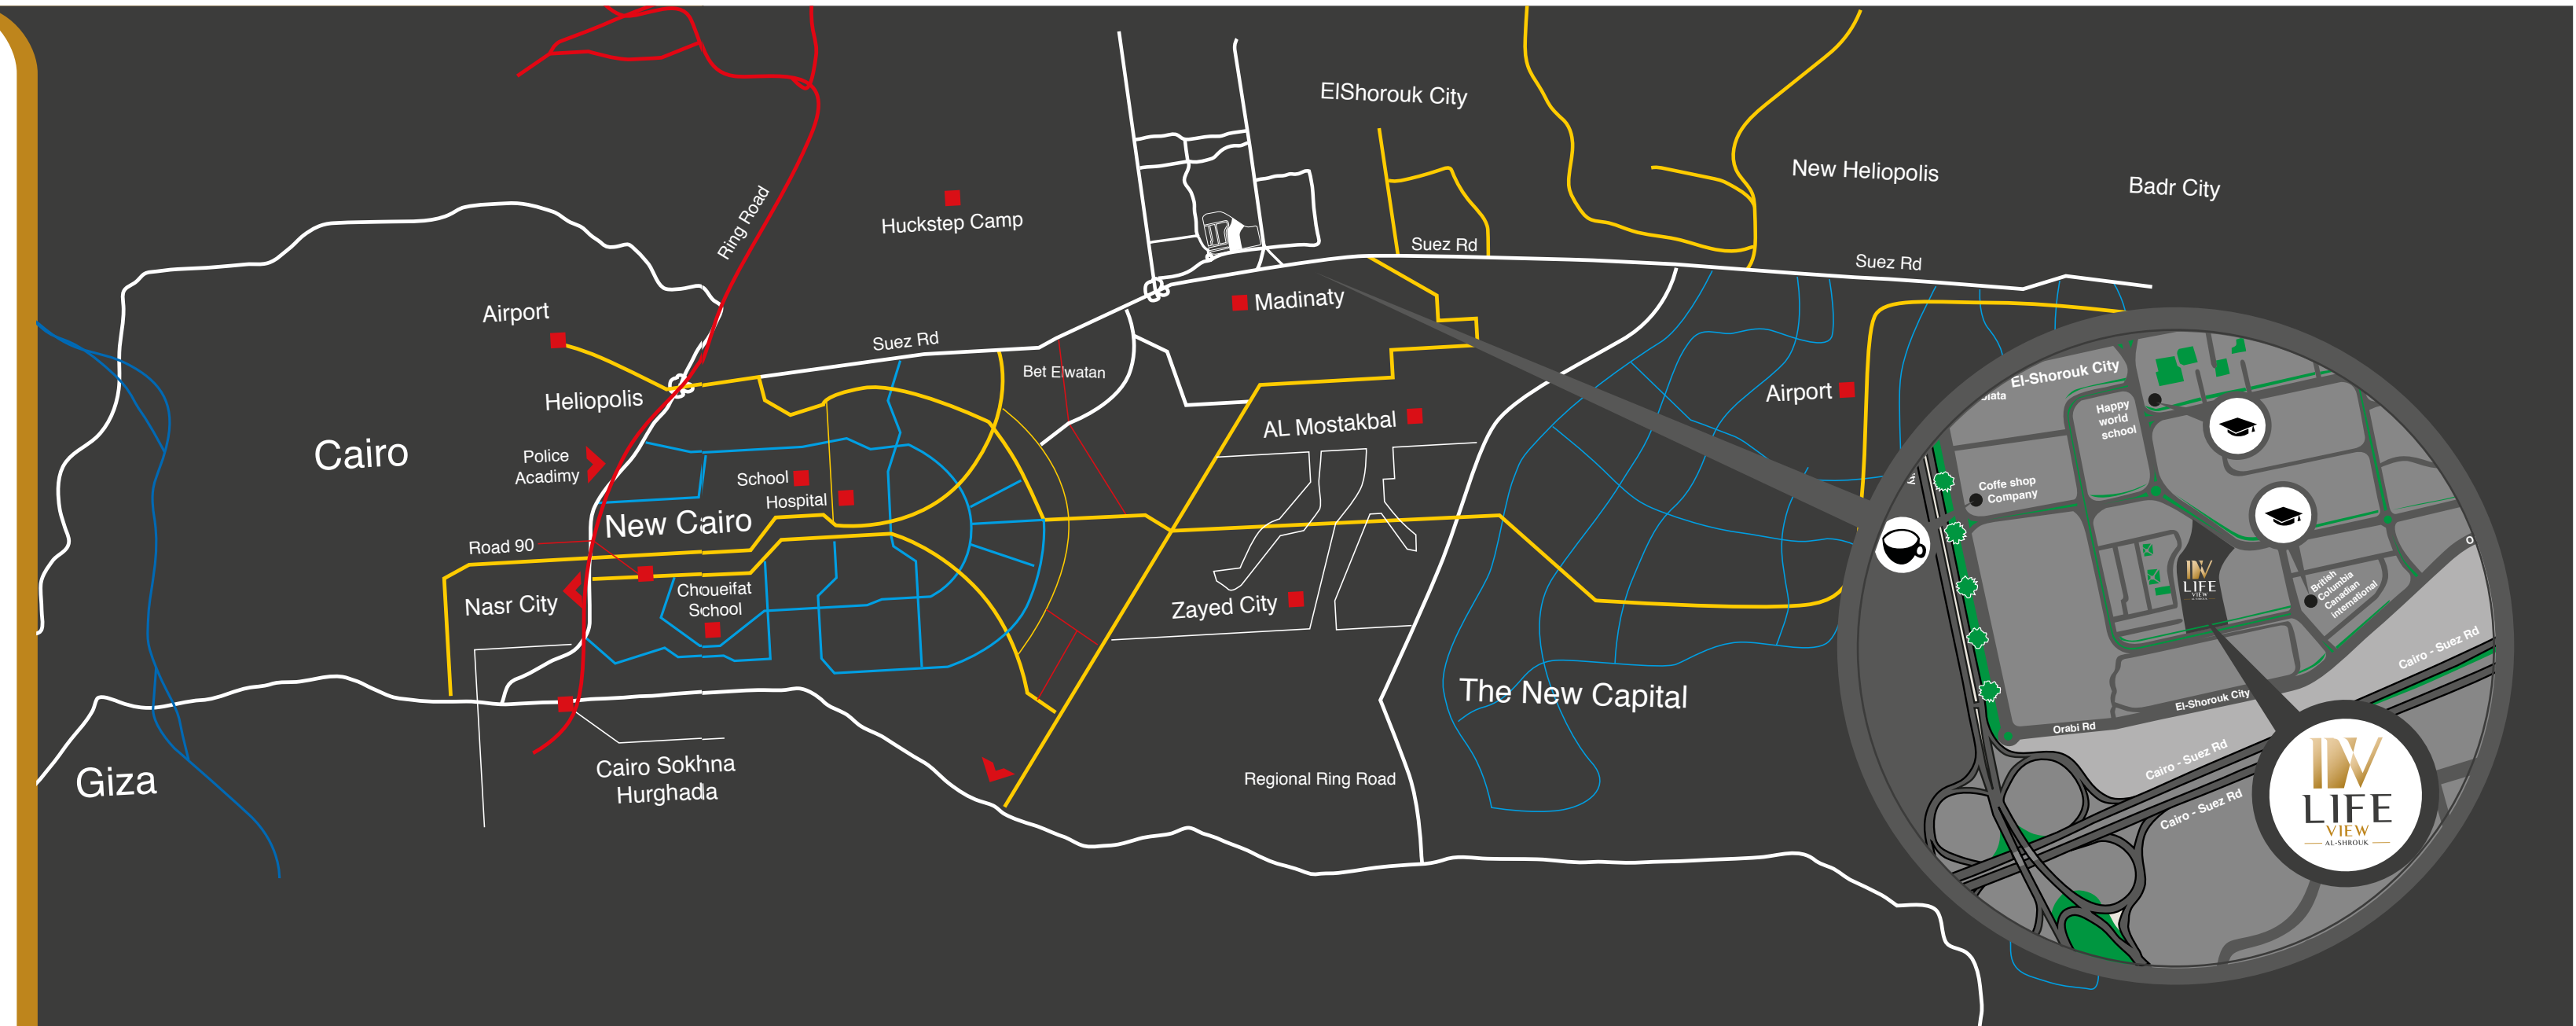 ElShorouk City
New Heliopolis
Badr City
Ring Road
Huckstep Camp
Suez Rd
Suez Rd
Airport
Madinaty
Suez Rd
Bet Elwatan
Heliopolis
Airport
AL Mostakbal
Cairo
Police
Acadimy
School
Hospital
New Cairo
Road 90
Nasr City
Choueifat
School
Zayed City
The New Capital
Giza
Cairo Sokhna
Hurghada
Regional Ring Road
El-Shorouk City
Happy
world
school
Coffe shop
Company
LIFE
VIEW
British
Columbia
Canadian
international
Cairo - Suez Rd
El-Shorouk City
Orabi Rd
Cairo - Suez Rd
Cairo - Suez Rd
LIFE
VIEW
AL-SHROUK